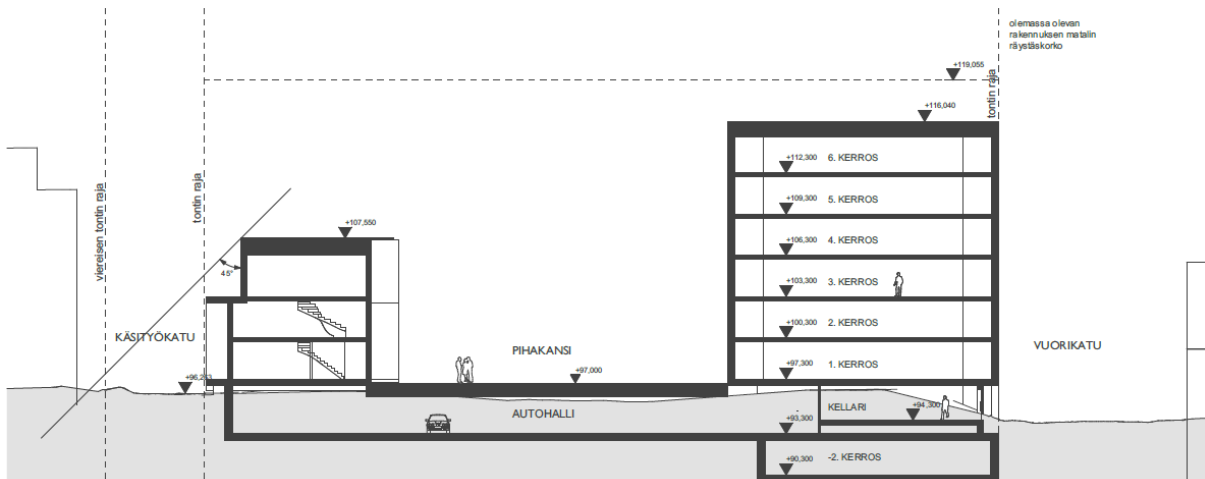 olemassa olevan
rakennuksen matalin
räystäskorko
+119,055
tontin raja
+116,040
viereisen tontin raja
tontin raja
+112,300 6. KERROS
+109,300 5. KERROS
+107,550
+106,300 4. KERROS
45°
+103,300 3. KERROS
+100,300 2. KERROS
KÄSITYÖKATU
PIHAKANSI
VUORIKATU
+97,300 1. KERROS
+97,000
AUTOHALLI
KELLARI
+94,300
+93,300
+90,300 -2. KERROS